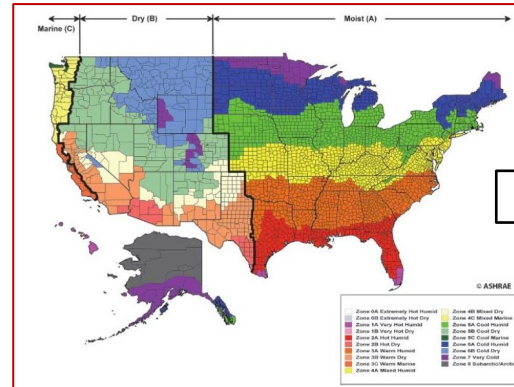 Marine (C)
Dry (B)
Moist (A)
© ASHRAE
Zone 0A Extremely Hot Humid
Zone 0B Extremely Hot Dry
Zone 1A Very Hot Humid
Zone 1B Very Hot Dry
Zone 2A Hot Humid
Zone 2B Hot Dry
Zone 3A Warm Humid
Zone 3B Warm Dry
Zone 3C Warm Marine
Zone 4A Mixed Humid
Zone 4B Mixed Dry
Zone 4C Mixed Marine
Zone 5A Cool Humid
Zone 5B Cool Dry
Zone 5C Cool Marine
Zone 6A Cold Humid
Zone 6B Cold Dry
Zone 7 Very Cold
Zone 8 Subarctic/Arctic